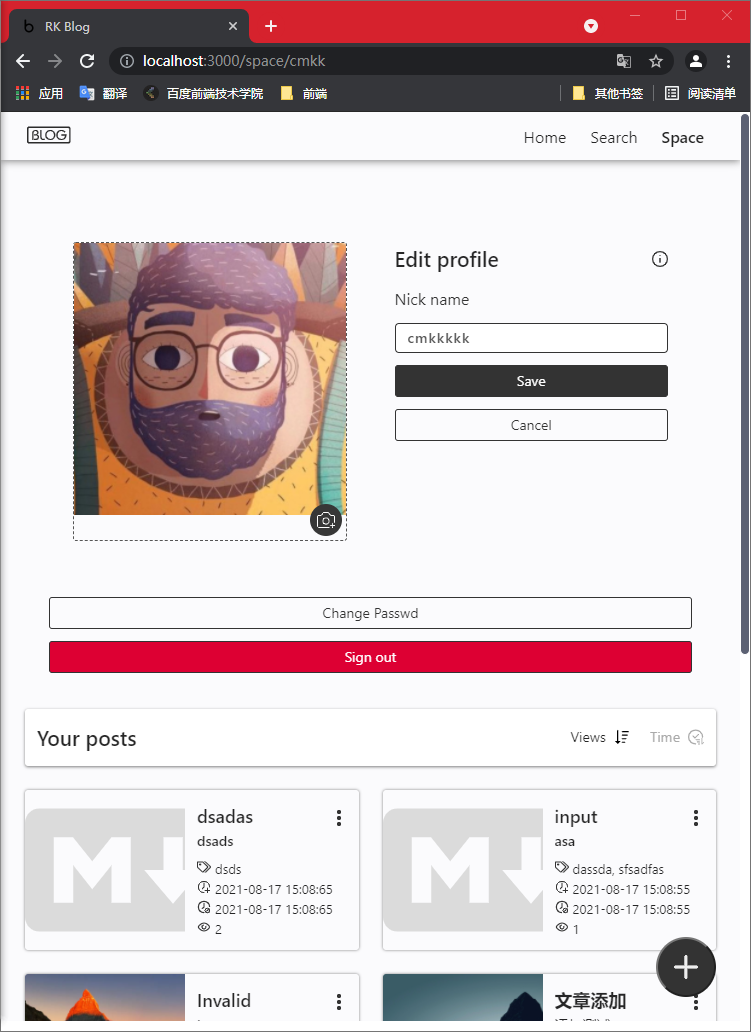 RK Blog
localhost:3000/space/cmkk
应用 翻译 百度前端技术学院 前端 其他书签 阅读清单
BLOG Home Search Space
Edit profile
Nick name
cmkkkkk
Save
Cancel
Change Passwd
Sign out
Your posts Views Time
dsadas
dsads
dsds
2021-08-17 15:08:65
2021-08-17 15:08:65
2
input
asa
dassda, sfsadfas
2021-08-17 15:08:55
2021-08-17 15:08:55
1
Invalid
文章添加